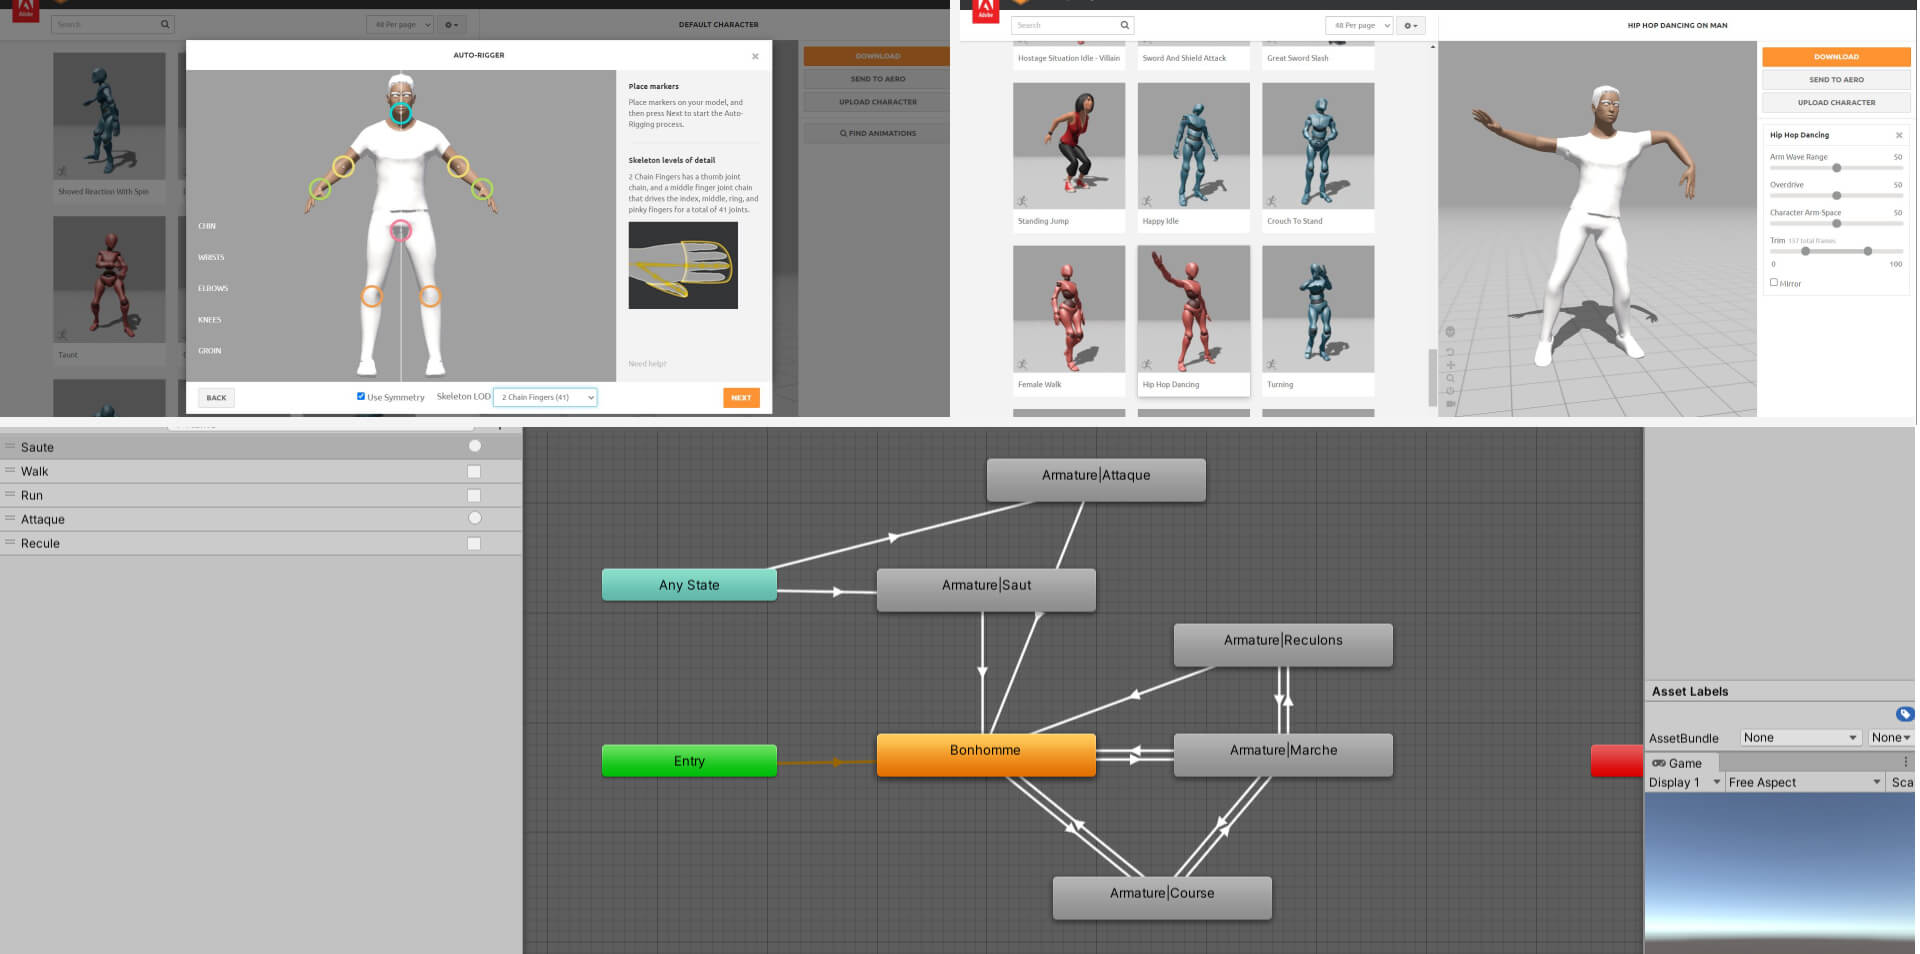 Adobe
Search
48 Per page
DEFAULT CHARACTER
Shoved Reaction With Spin
Taunt
DOWNLOAD
SEND TO AERO
UPLOAD CHARACTER
FIND ANIMATIONS
AUTO-RIGGER
CHIN
WRISTS
ELBOWS
KNEES
GROIN
Place markers
Place markers on your model, and
then press Next to start the Auto-
Rigging process.
Skeleton levels of detail
2 Chain Fingers has a thumb joint
chain, and a middle finger joint chain
that drives the index, middle, ring, and
pinky fingers for a total of 41 joints.
Need help?
BACK
Use Symmetry
Skeleton LOD
2 Chain Fingers (41)
NEXT
Adobe
Search
48 Per page
HIP HOP DANCING ON MAN
Hostage Situation Idle - Villain
Sword And Shield Attack
Great Sword Slash
Standing Jump
Happy Idle
Crouch To Stand
Female Walk
Hip Hop Dancing
Turning
DOWNLOAD
SEND TO AERO
UPLOAD CHARACTER
Hip Hop Dancing
Arm Wave Range 50
Overdrive 50
Character Arm-Space 50
Trim 137 total frames
0 100
Mirror
Saute
Walk
Run
Attaque
Recule
Armature|Attaque
Any State
Armature|Saut
Armature|Reculons
Entry
Bonhomme
Armature|Marche
Armature|Course
Asset Labels
AssetBundle None None
Game
Display 1 Free Aspect Sca